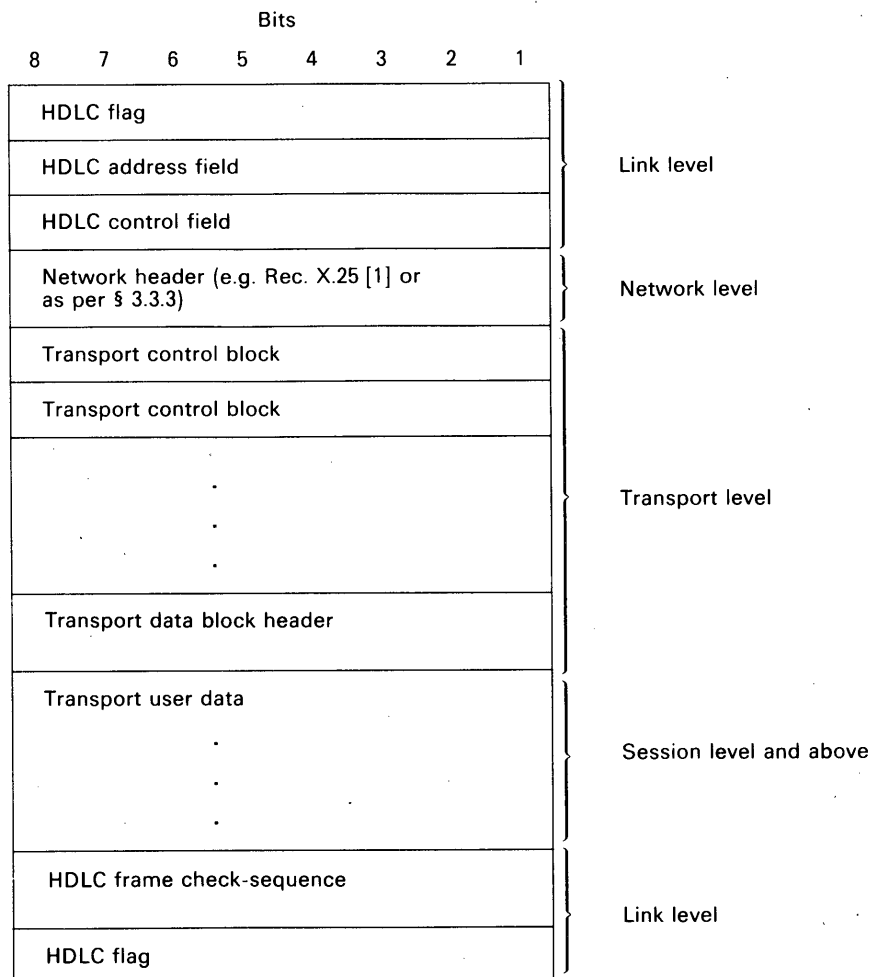 Bits
8 7 6 5 4 3 2 1
HDLC flag
HDLC address field
Link level
HDLC control field
Network header (e.g. Rec. X.25 [1] or
as per § 3.3.3)
Network level
Transport control block
Transport control block
.
.
.
Transport level
Transport data block header
Transport user data
.
.
.
Session level and above
HDLC frame check-sequence
Link level
HDLC flag